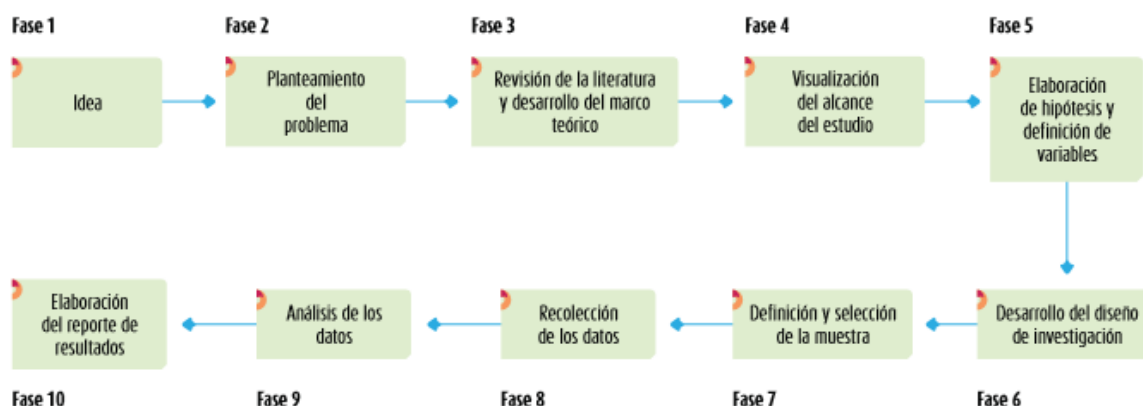 Fase 1
Fase 2
Fase 3
Fase 4
Fase 5
Idea
Planteamiento
del
problema
Revisión de la literatura
y desarrollo del marco
teórico
Visualización
del alcance
del estudio
Elaboración
de hipótesis y
definición de
variables
Desarrollo del diseño
de investigación
Definición y selección
de la muestra
Recolección
de los datos
Análisis de los
datos
Elaboración
del reporte de
resultados
Fase 10
Fase 9
Fase 8
Fase 7
Fase 6